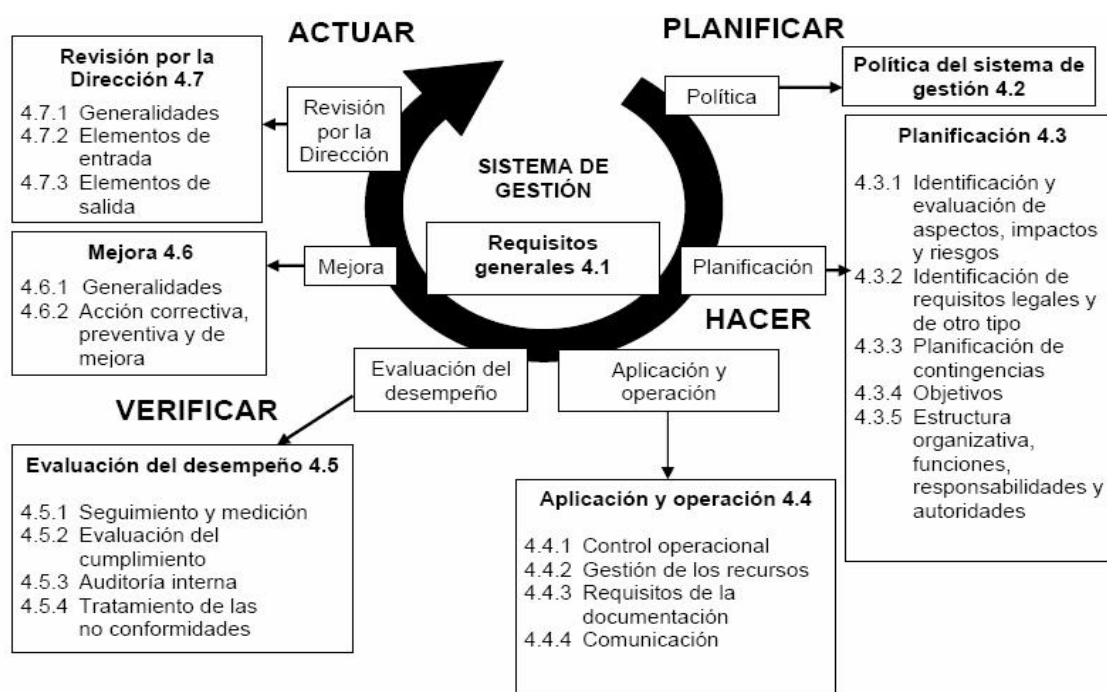 ACTUAR
PLANIFICAR
Revisión por la
Dirección 4.7
4.7.1 Generalidades
4.7.2 Elementos de
entrada
4.7.3 Elementos de
salida
Revisión
por la
Dirección
Política
Política del sistema de
gestión 4.2
SISTEMA DE
GESTIÓN
Requisitos
generales 4.1
Planificación
Planificación 4.3
4.3.1 Identificación y
evaluación de
aspectos, impactos
y riesgos
4.3.2 Identificación de
requisitos legales y
de otro tipo
4.3.3 Planificación de
contingencias
4.3.4 Objetivos
4.3.5 Estructura
organizativa,
funciones,
responsabilidades y
autoridades
Mejora 4.6
4.6.1 Generalidades
4.6.2 Acción correctiva,
preventiva y de
mejora
Mejora
HACER
Evaluación del
desempeño
Aplicación y
operación
VERIFICAR
Evaluación del desempeño 4.5
4.5.1 Seguimiento y medición
4.5.2 Evaluación del
cumplimiento
4.5.3 Auditoría interna
4.5.4 Tratamiento de las
no conformidades
Aplicación y operación 4.4
4.4.1 Control operacional
4.4.2 Gestión de los recursos
4.4.3 Requisitos de la
documentación
4.4.4 Comunicación